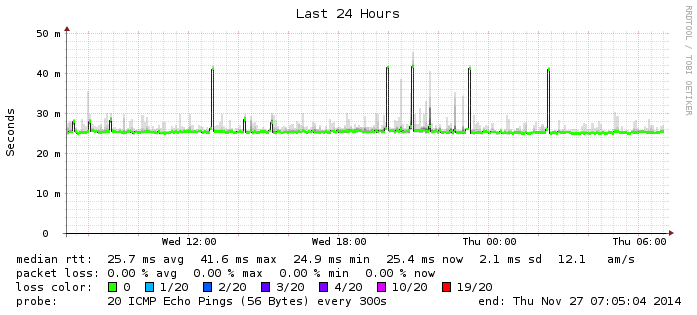 Last 24 Hours
RRDTOOL / TOBI OETIKER
Seconds
50 m
40 m
30 m
20 m
10 m
0
Wed 12:00 Wed 18:00 Thu 00:00 Thu 06:00
median rtt: 25.7 ms avg 41.6 ms max 24.9 ms min 25.4 ms now 2.1 ms sd 12.1 am/s
packet loss: 0.00 % avg 0.00 % max 0.00 % min 0.00 % now
loss color: 0 1/20 2/20 3/20 4/20 10/20 19/20
probe: 20 ICMP Echo Pings (56 Bytes) every 300s end: Thu Nov 27 07:05:04 2014